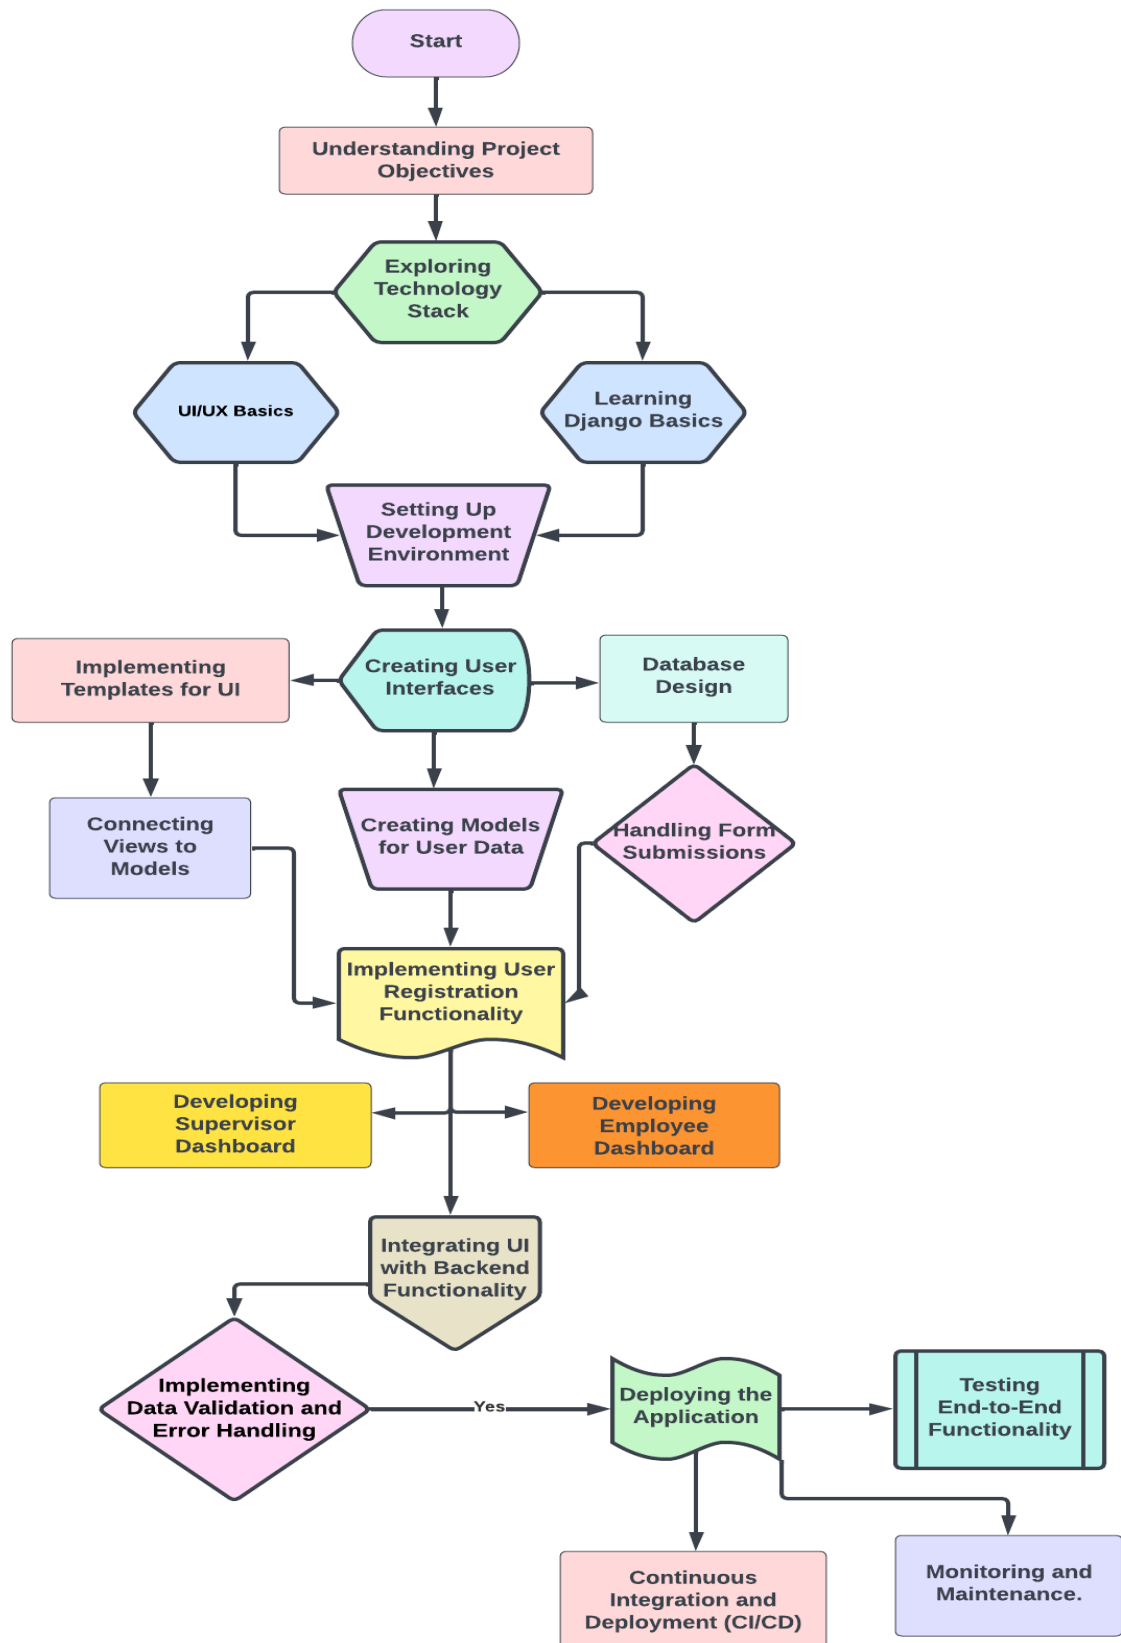 Start
Understanding Project
Objectives
Exploring
Technology
Stack
UI/UX Basics
Learning
Django Basics
Setting Up
Development
Environment
Implementing
Templates for UI
Creating User
Interfaces
Database
Design
Connecting
Views to
Models
Creating Models
for User Data
Handling Form
Submissions
Implementing User
Registration
Functionality
Developing
Supervisor
Dashboard
Developing
Employee
Dashboard
Integrating UI
with Backend
Functionality
Implementing
Data Validation and
Error Handling
Yes
Deploying the
Application
Testing
End-to-End
Functionality
Continuous
Integration and
Deployment (CI/CD)
Monitoring and
Maintenance.